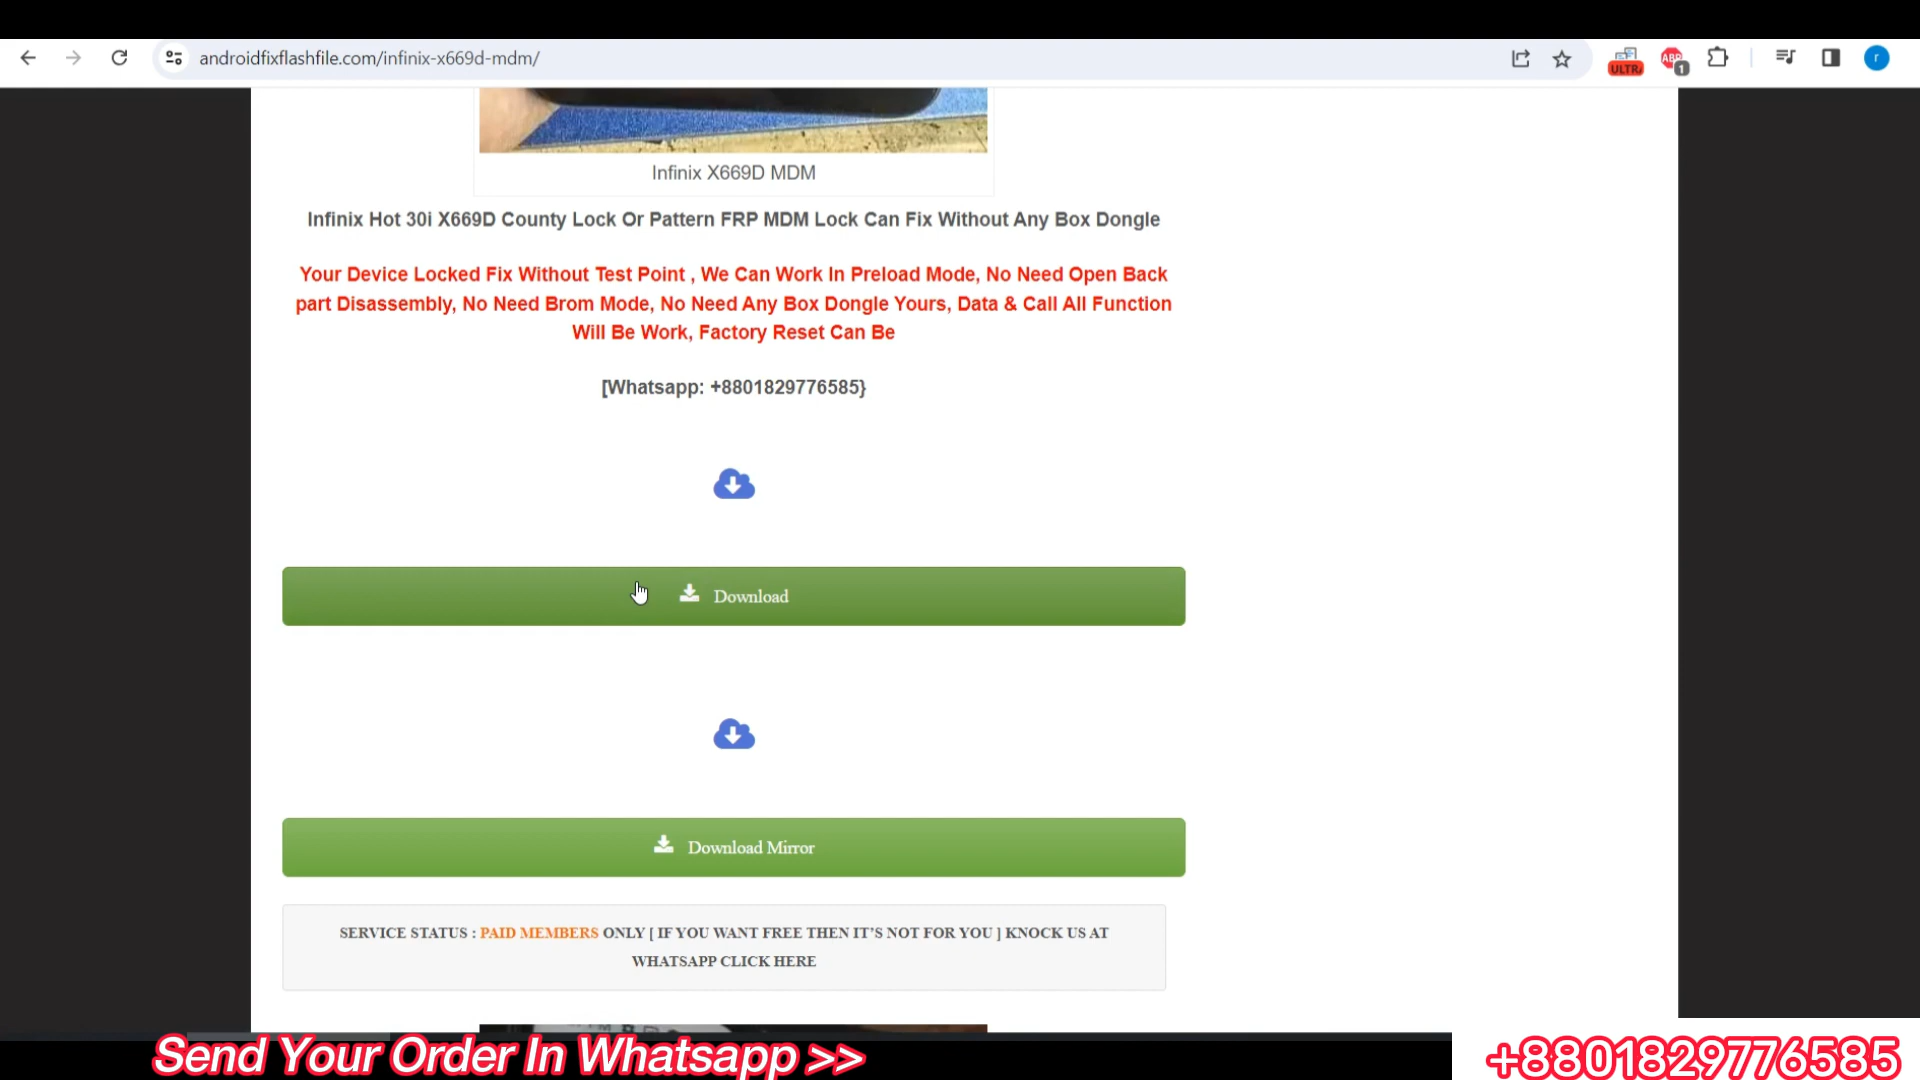 androidfixflashfile.com/infinix-x669d-mdm/
ULTRA
ABP
1
r
Infinix X669D MDM
Infinix Hot 30i X669D County Lock Or Pattern FRP MDM Lock Can Fix Without Any Box Dongle
Your Device Locked Fix Without Test Point , We Can Work In Preload Mode, No Need Open Back
part Disassembly, No Need Brom Mode, No Need Any Box Dongle Yours, Data & Call All Function
Will Be Work, Factory Reset Can Be
[Whatsapp: +8801829776585}
Download
Download Mirror
SERVICE STATUS : PAID MEMBERS ONLY [ IF YOU WANT FREE THEN IT’S NOT FOR YOU ] KNOCK US AT
WHATSAPP CLICK HERE
Send Your Order In Whatsapp >>
+8801829776585